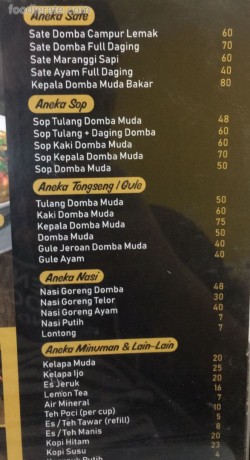 Aneka Sate
Sate Domba Campur Lemak 60
Sate Domba Full Daging 70
Sate Maranggi Sapi 60
Sate Ayam Full Daging 40
Kepala Domba Muda Bakar 80
Aneka Sop
Sop Tulang Domba Muda 48
Sop Tulang + Daging Domba 60
Sop Kaki Domba Muda 60
Sop Kepala Domba Muda 70
Sop Domba Muda 50
Aneka Tongseng / Gule
Tulang Domba Muda 50
Kaki Domba Muda 60
Kepala Domba Muda 75
Domba Muda 50
Gule Jeroan Domba Muda 40
Gule Ayam 40
Aneka Nasi
Nasi Goreng Domba 48
Nasi Goreng Telor 30
Nasi Goreng Ayam 40
Nasi Putih 7
Lontong 7
Aneka Minuman & Lain-Lain
Kelapa Muda 20
Kelapa Ijo 25
Es Jeruk 20
Lemon Tea 16
Air Mineral 7
Teh Poci (per cup) 10
Es / Teh Tawar (refill) 5
Es / Teh Manis 8
Kopi Hitam 20
Kopi Susu 23